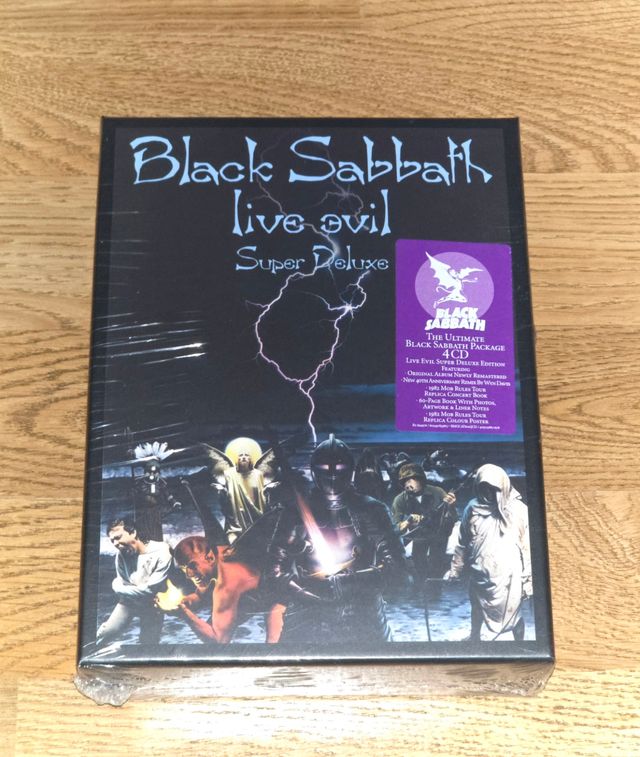 Black Sabbath
live evil
Super Deluxe
BLACK
SABBATH
The Ultimate
Black Sabbath Package
4CD
Live Evil Super Deluxe Edition
Featuring
Original Album Newly Remastered
· New 40th Anniversary Remix By Wyn Davis
· 1982 Mob Rules Tour
Replica Concert Book
· 60-Page Book With Photos,
Artwork & Liner Notes
· 1982 Mob Rules Tour
Replica Colour Poster